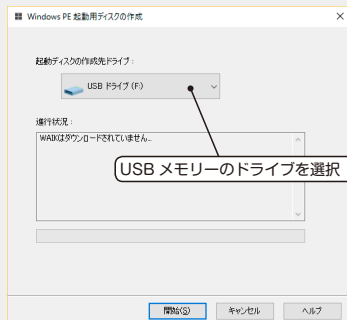 Windows PE 起動用ディスクの作成
起動ディスクの作成先ドライブ：
USB ドライブ (F:)
進行状況：
WAIKはダウンロードされていません...
USB メモリーのドライブを選択
開始(S)
キャンセル
ヘルプ